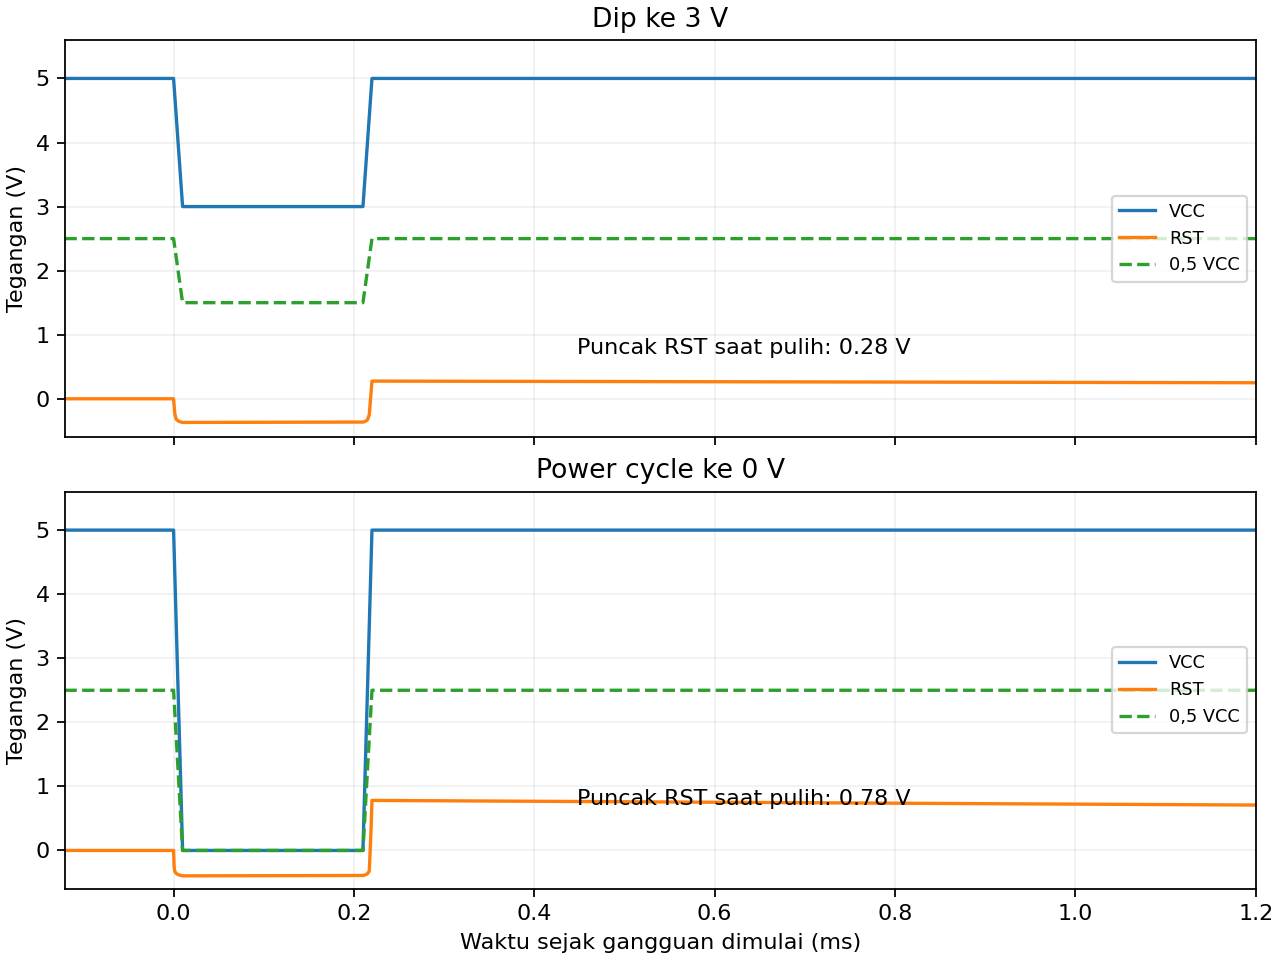 Dip ke 3 V
5
4
3
2
1
0
Tegangan (V)
VCC
RST
0,5 VCC
Puncak RST saat pulih: 0.28 V
Power cycle ke 0 V
5
4
3
2
1
0
Tegangan (V)
VCC
RST
0,5 VCC
Puncak RST saat pulih: 0.78 V
0.0 0.2 0.4 0.6 0.8 1.0 1.2
Waktu sejak gangguan dimulai (ms)